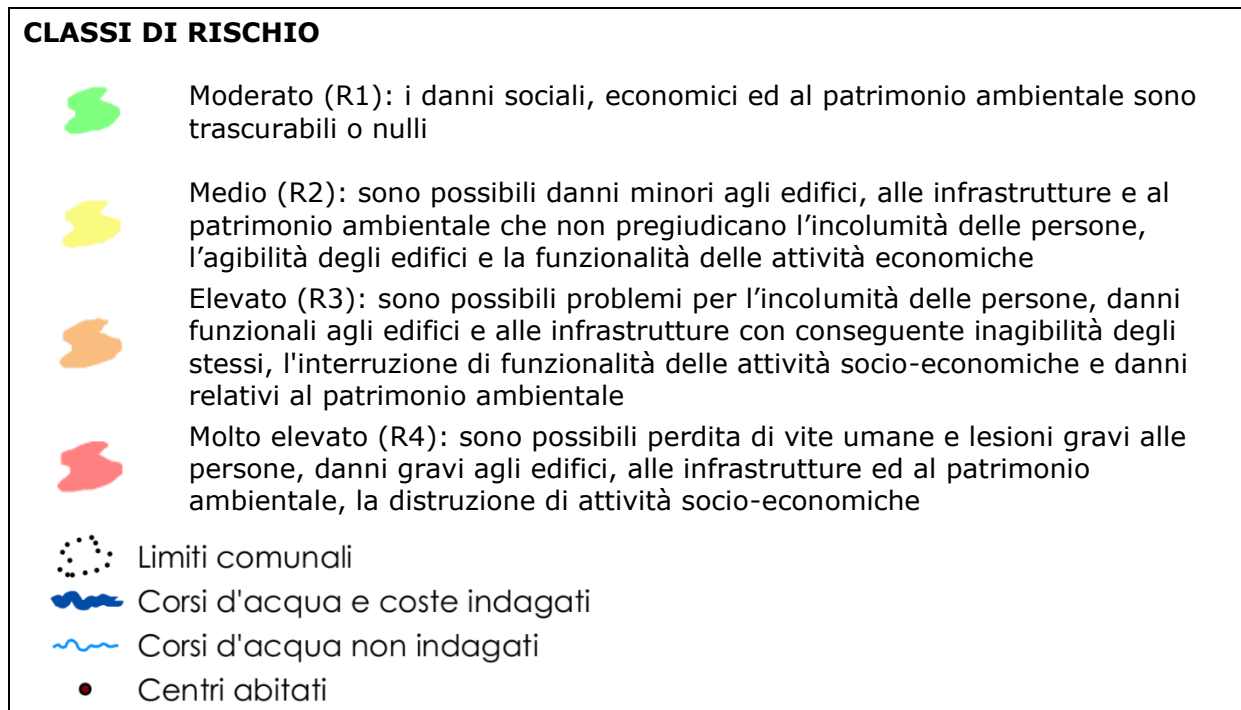 CLASSI DI RISCHIO
Moderato (R1): i danni sociali, economici ed al patrimonio ambientale sono
trascurabili o nulli
Medio (R2): sono possibili danni minori agli edifici, alle infrastrutture e al
patrimonio ambientale che non pregiudicano l’incolumità delle persone,
l’agibilità degli edifici e la funzionalità delle attività economiche
Elevato (R3): sono possibili problemi per l’incolumità delle persone, danni
funzionali agli edifici e alle infrastrutture con conseguente inagibilità degli
stessi, l'interruzione di funzionalità delle attività socio-economiche e danni
relativi al patrimonio ambientale
Molto elevato (R4): sono possibili perdita di vite umane e lesioni gravi alle
persone, danni gravi agli edifici, alle infrastrutture ed al patrimonio
ambientale, la distruzione di attività socio-economiche
Limiti comunali
Corsi d'acqua e coste indagati
Corsi d'acqua non indagati
Centri abitati